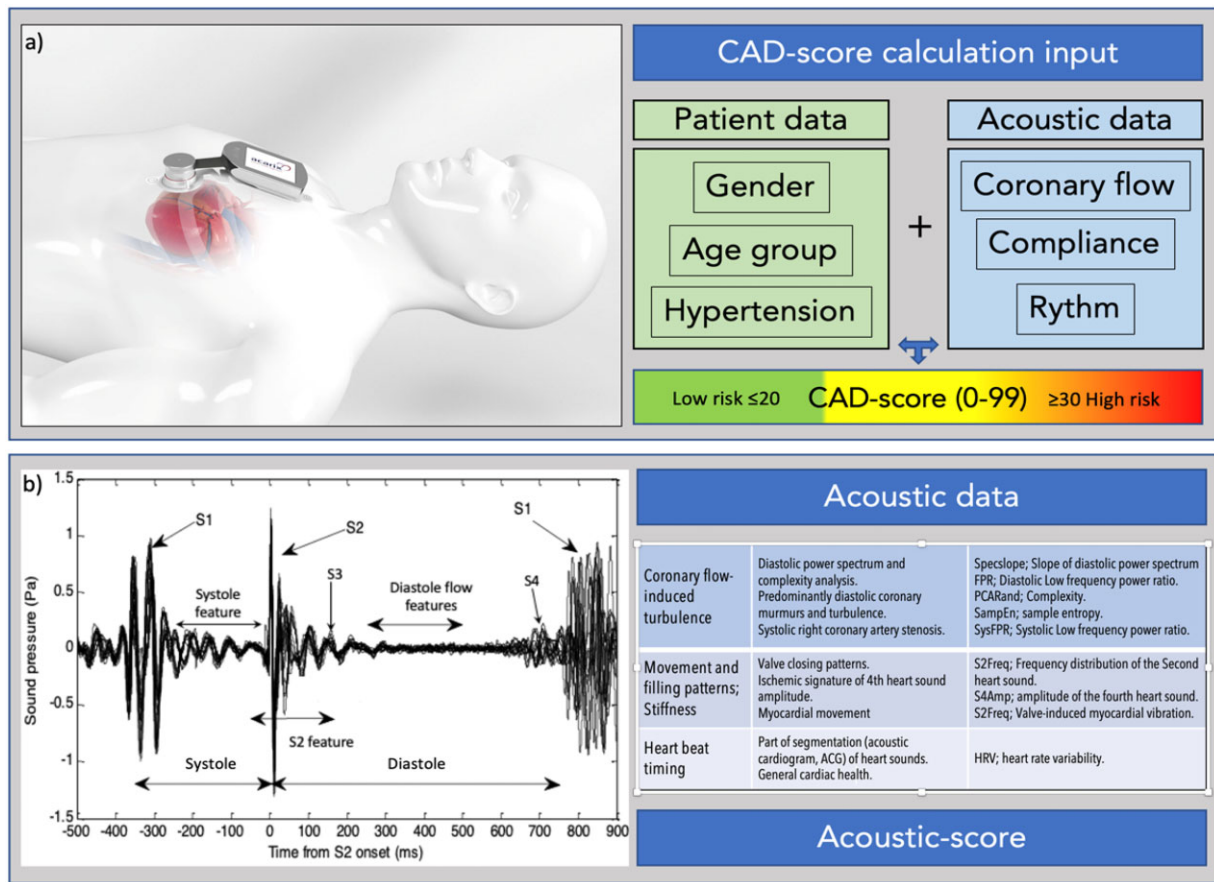 a)
acarix
CAD-score calculation input
Patient data
Acoustic data
Gender
Age group
Hypertension
+
Coronary flow
Compliance
Rythm
Low risk ≤20
CAD-score (0-99)
≥30 High risk
b)
1.5
1
0.5
0
-0.5
-1
-1.5
Sound pressure (Pa)
S1
S2
S3
S4
S1
Systole
feature
Diastole flow
features
S2 feature
Systole
Diastole
-500 -400 -300 -200 -100 0 100 200 300 400 500 600 700 800 900
Time from S2 onset (ms)
Acoustic data
Coronary flow-
induced
turbulence
Diastolic power spectrum and
complexity analysis.
Predominantly diastolic coronary
murmurs and turbulence.
Systolic right coronary artery stenosis.
Specslope; Slope of diastolic power spectrum
FPR; Diastolic Low frequency power ratio.
PCARand; Complexity.
SampEn; sample entropy.
SysFPR; Systolic Low frequency power ratio.
Movement and
filling patterns;
Stiffness
Valve closing patterns.
Ischemic signature of 4th heart sound
amplitude.
Myocardial movement
S2Freq; Frequency distribution of the Second
heart sound.
S4Amp; amplitude of the fourth heart sound.
S2Freq; Valve-induced myocardial vibration.
Heart beat
timing
Part of segmentation (acoustic
cardiogram, ACG) of heart sounds.
General cardiac health.
HRV; heart rate variability.
Acoustic-score